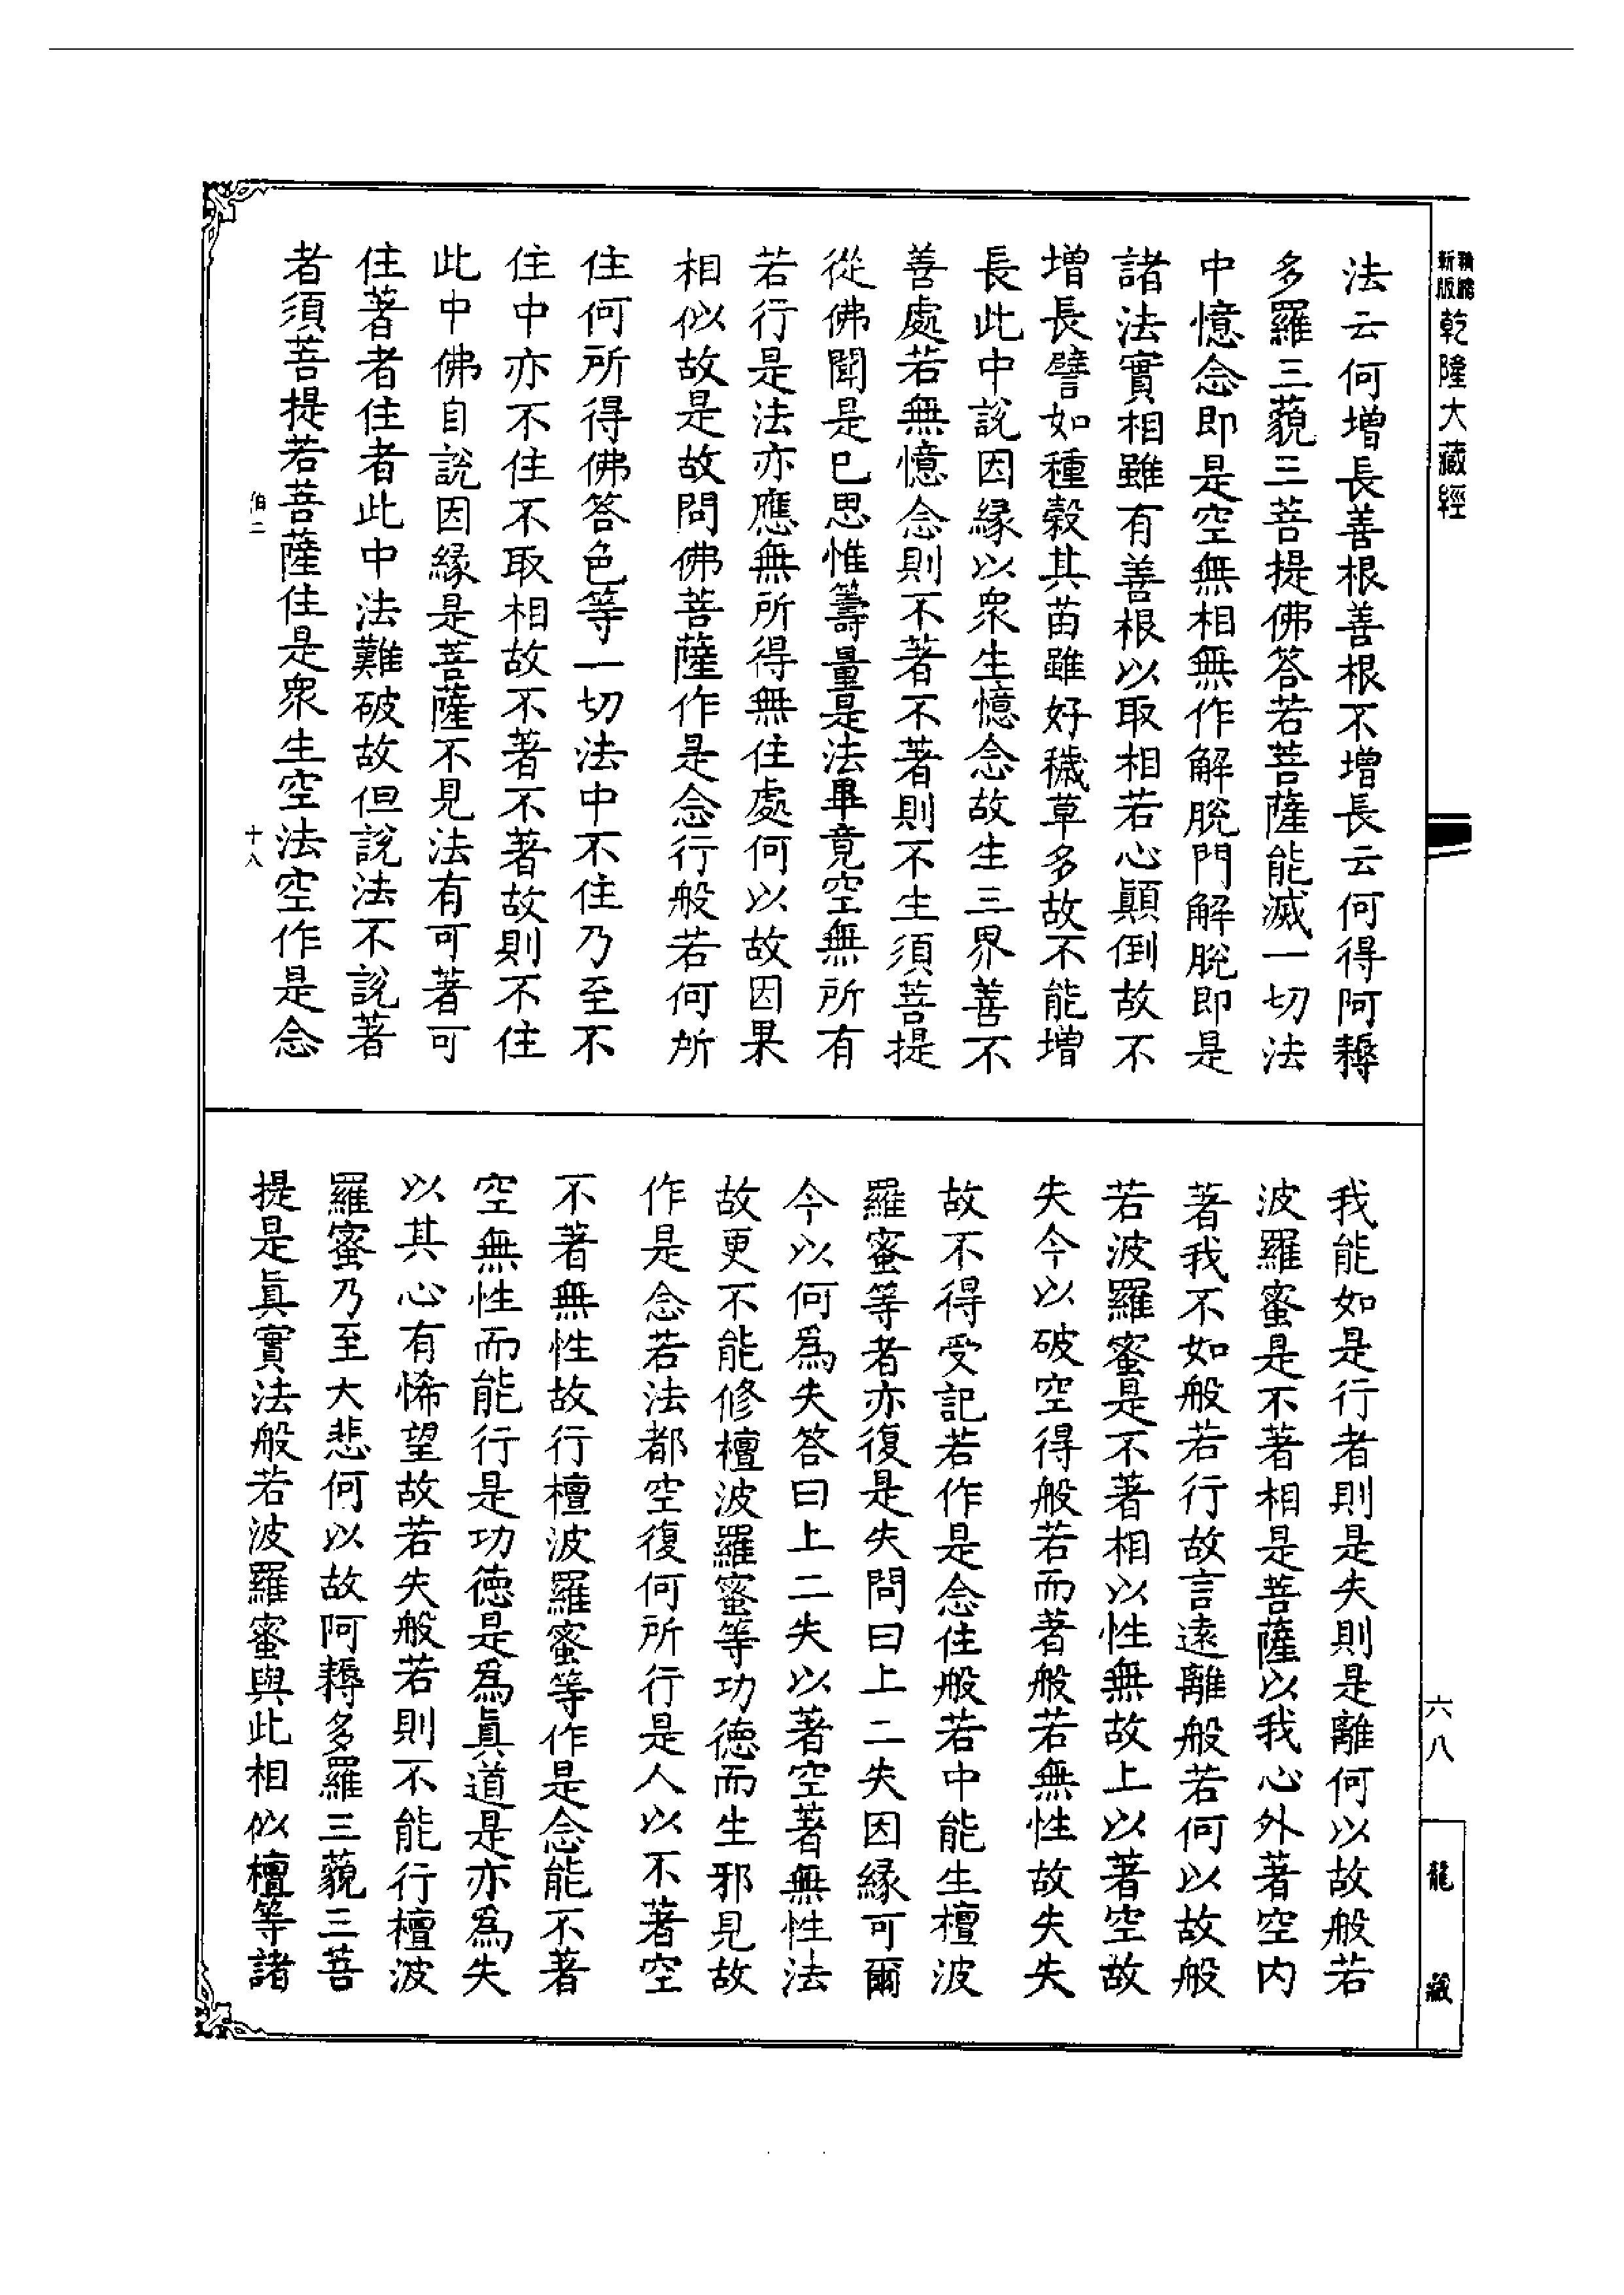 新編
新版
乾隆大藏經
法云何增長善根善根不增長云何得阿耨
多羅三藐三菩提佛答若菩薩能滅一切法
中憶念即是空無相無作解脫門解脫即是
諸法實相雖有善根以取相若心顛倒故不
增長譬如種穀其苗雖好穢草多故不能增
長此中說因緣以衆生憶念故生三界善不
善處若無憶念則不著不著則不生須菩提
從佛聞是已思惟籌量是法畢竟空無所有
若行是法亦應無所得無住處何以故因果
相似故是故問佛菩薩作是念行般若何所
住何所得佛答色等一切法中不住乃至不
住中亦不住不取相故不著不著故則不住
此中佛自說因緣是菩薩不見法有可著可
住著者住者此中法難破故但說法不說著
者須菩提若菩薩住是衆生空法空作是念
伯二
十八
我能如是行者則是失則是離何以故般若
波羅蜜是不著相是菩薩以我心外著空內
著我不如般若行故言遠離般若何以故般
若波羅蜜是不著相以性無故上以著空故
失今以破空得般若而著般若無性故失失
故不得受記若作是念住般若中能生檀波
羅蜜等者亦復是失問曰上二失因緣可爾
今以何爲失答曰上二失以著空著無性法
故更不能修檀波羅蜜等功德而生邪見故
作是念若法都空復何所行是人以不著空
不著無性故行檀波羅蜜等作是念能不著
空無性而能行是功德是爲眞道是亦爲失
以其心有悕望故若失般若則不能行檀波
羅蜜乃至大悲何以故阿耨多羅三藐三菩
提是眞實法般若波羅蜜與此相似檀等諸
六八
龍藏